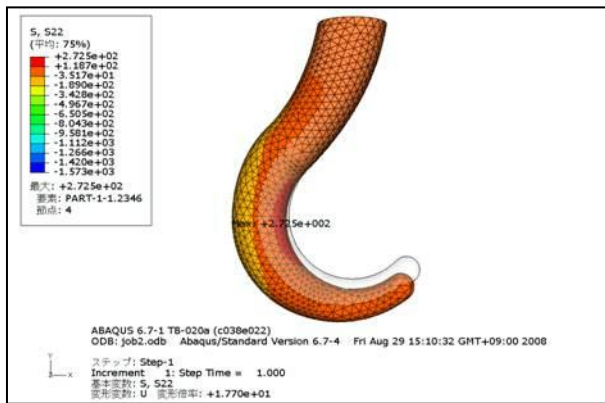 S, S22
(平均: 75%)
+2.725e+02
+1.187e+02
-3.517e+01
-1.890e+02
-3.428e+02
-4.967e+02
-6.505e+02
-8.043e+02
-9.581e+02
-1.112e+03
-1.266e+03
-1.420e+03
-1.573e+03
最大: +2.725e+02
要素: PART-1-1.2346
節点: 4
Max: +2.725e+002
ABAQUS 6.7-1 TB-020a (c038e022)
ODB: job2.odb Abaqus/Standard Version 6.7-4 Fri Aug 29 15:10:32 GMT+09:00 2008
ステップ: Step-1
Increment 1: Step Time = 1.000
基本変数: S, S22
変形変数: U 変形倍率: +1.770e+01
Y
Z X